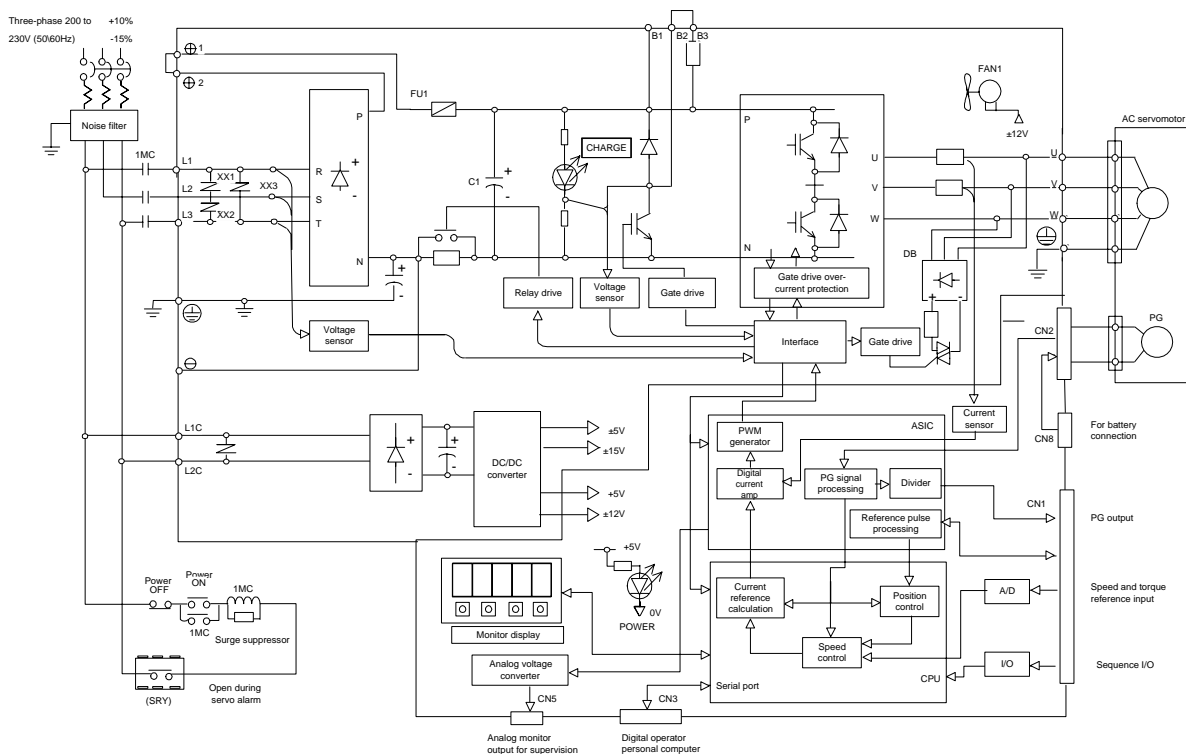 Three-phase 200 to +10%
230V (50\60Hz) -15%
Noise filter
1MC
L1
L2
L3
XX1
XX3
XX2
1
2
P
R
S
T
N
+
-
FU1
C1
+
-
+
-
CHARGE
B1
B2
B3
P
N
U
V
W
FAN1
±12V
AC servomotor
U
V
W
DB
+
-
Relay drive
Voltage
sensor
Gate drive
Gate drive over-
current protection
Interface
Gate drive
Voltage
sensor
CN2
PG
Current
sensor
CN8
For battery
connection
L1C
L2C
+
-
+
-
DC/DC
converter
±5V
±15V
+5V
±12V
ASIC
PWM
generator
Digital
current
amp
PG signal
processing
Divider
Reference pulse
processing
CN1
PG output
+5V
0V
POWER
Current
reference
calculation
Position
control
Speed
control
A/D
Speed and torque
reference input
I/O
Sequence I/O
CPU
Serial port
Monitor display
Analog voltage
converter
CN5
CN3
Analog monitor
output for supervision
Digital operator
personal computer
Power
OFF
Power
ON
1MC
1MC
Surge suppressor
(SRY)
Open during
servo alarm